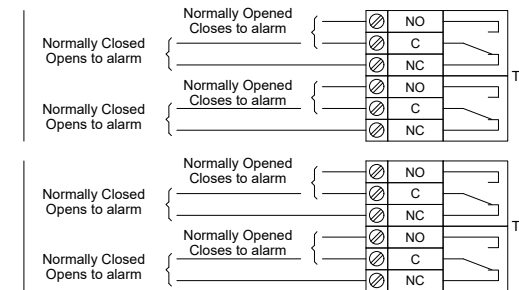 Normally Opened
Closes to alarm
NO
Normally Closed
Opens to alarm
C
NC
T
Normally Opened
Closes to alarm
NO
Normally Closed
Opens to alarm
C
NC
Normally Opened
Closes to alarm
NO
Normally Closed
Opens to alarm
C
NC
T
Normally Opened
Closes to alarm
NO
Normally Closed
Opens to alarm
C
NC